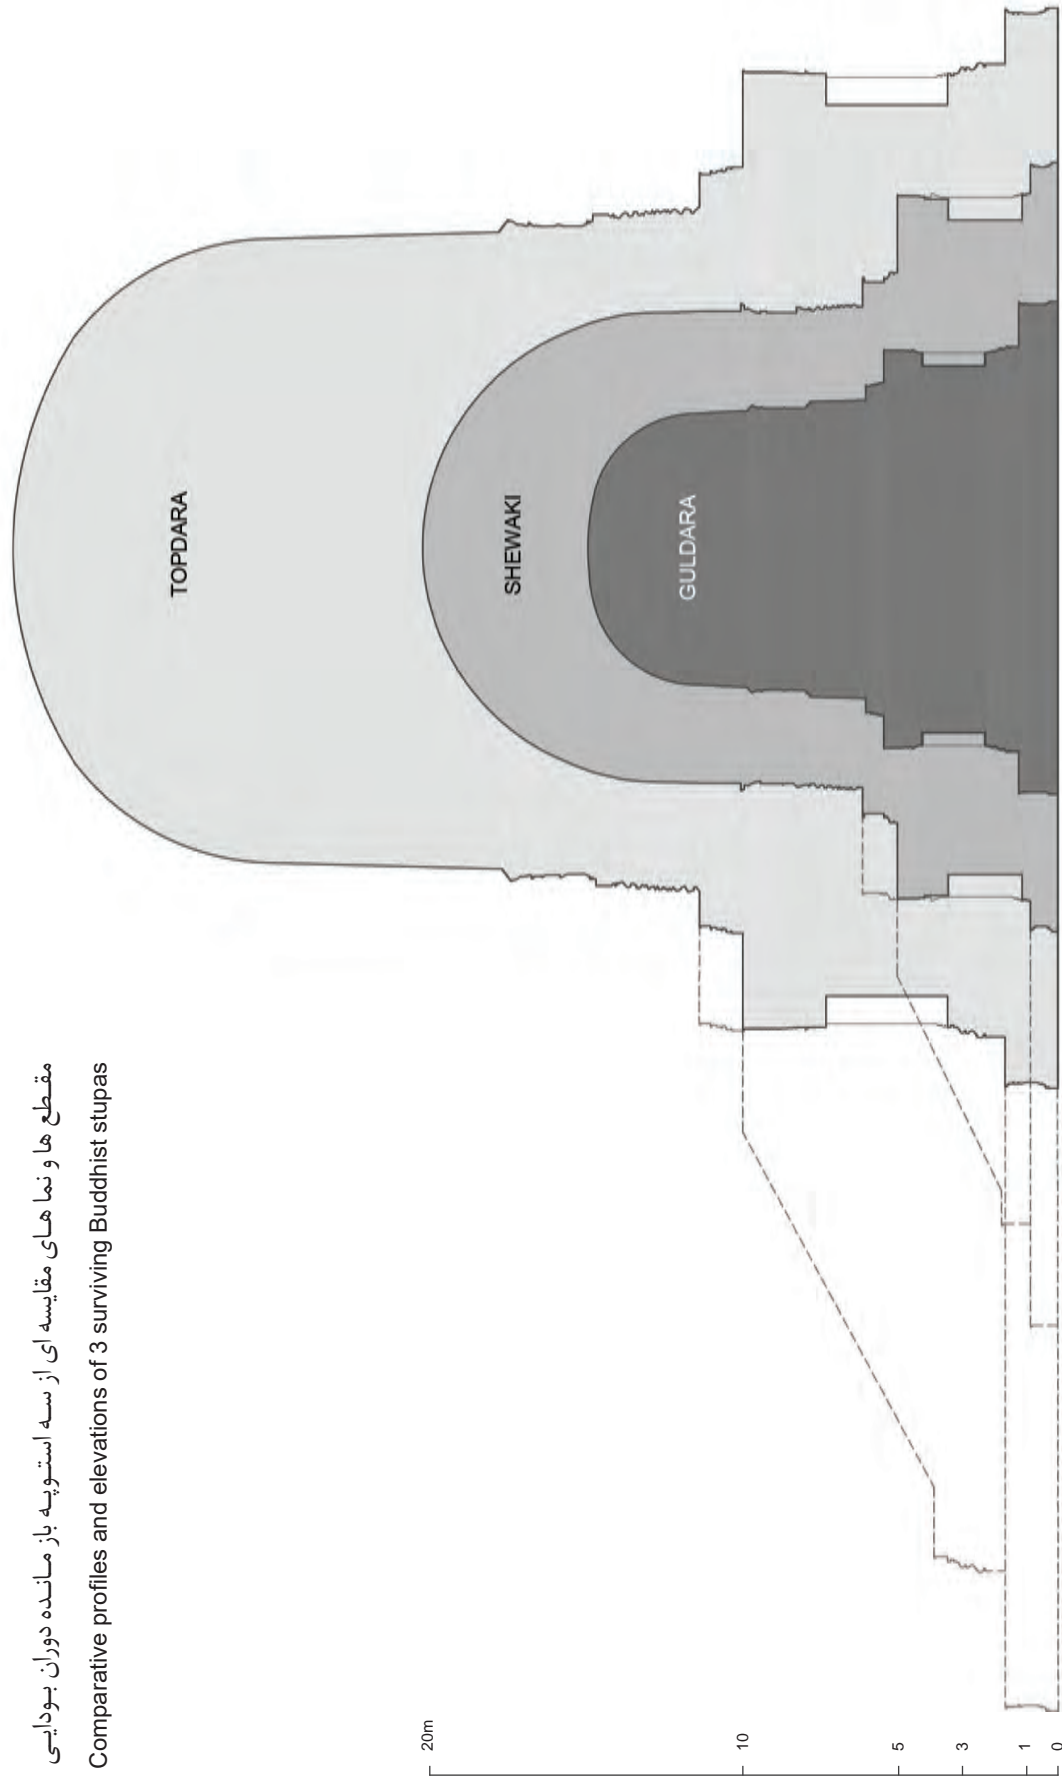 مقطع ها و نما های مقایسه ای از سه استوپه باز مانده دوران بودایی
Comparative profiles and elevations of 3 surviving Buddhist stupas
TOPDARA
SHEWAKI
GULDARA
20m
10
5
3
1
0